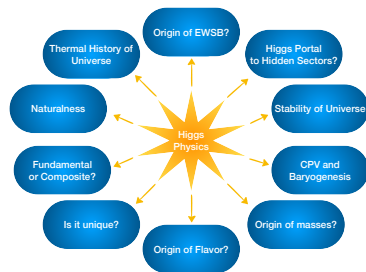 Origin of EWSB?
Thermal History of
Universe
Higgs Portal
to Hidden Sectors?
Naturalness
Stability of Universe
Higgs
Physics
Fundamental
or Composite?
CPV and
Baryogenesis
Is it unique?
Origin of masses?
Origin of Flavor?